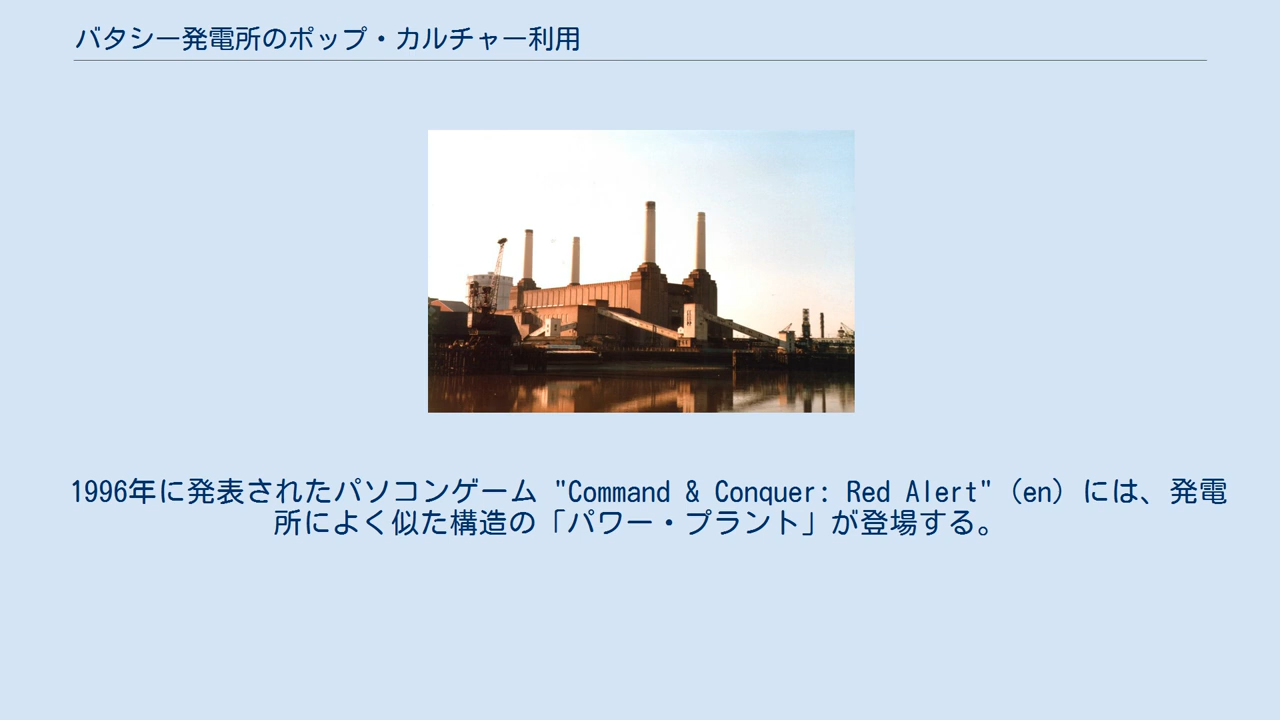 バタシー発電所のポップ・カルチャー利用
1996年に発表されたパソコンゲーム "Command & Conquer: Red Alert"（en）には、発電
所によく似た構造の「パワー・プラント」が登場する。